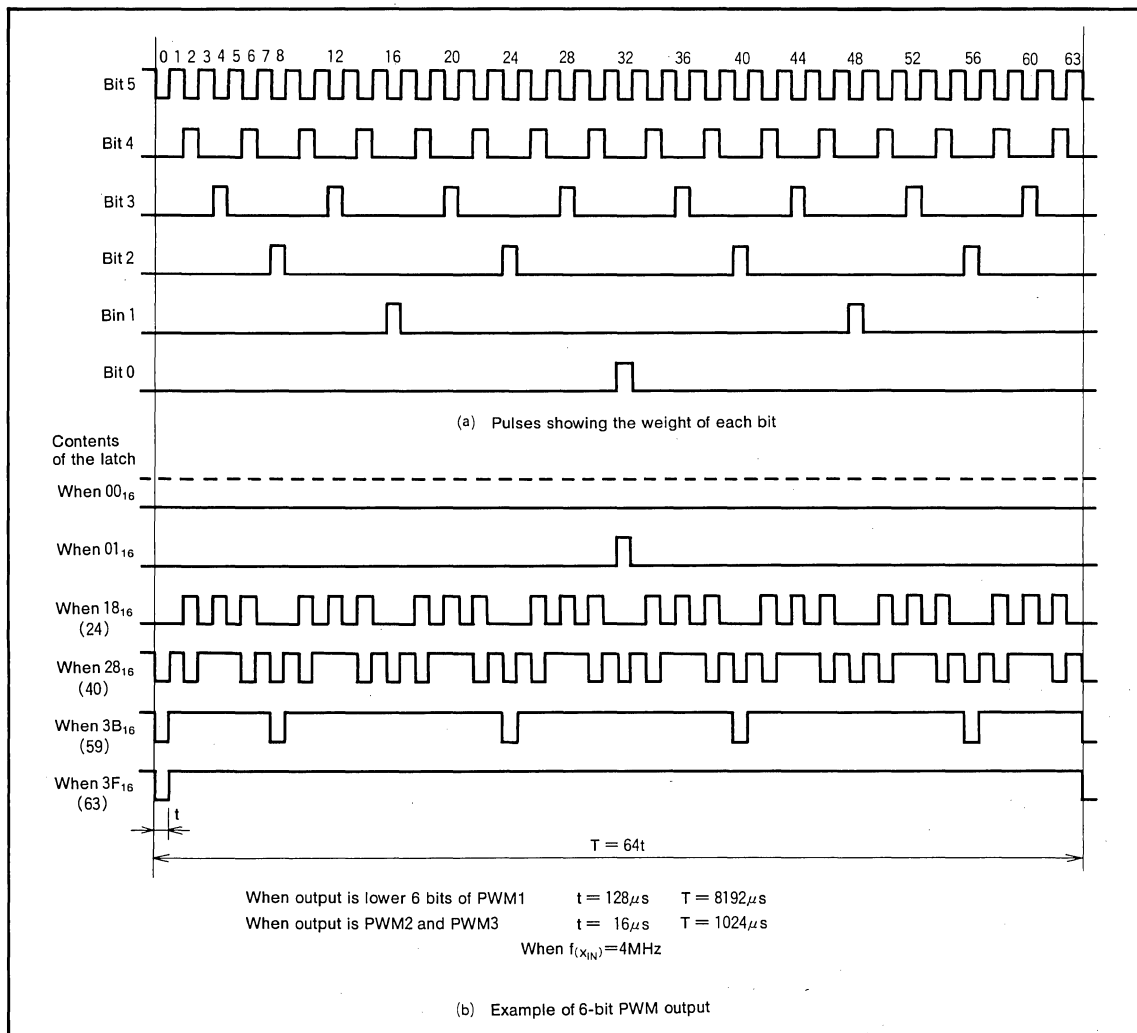 0 1 2 3 4 5 6 7 8 12 16 20 24 28 32 36 40 44 48 52 56 60 63
Bit 5
Bit 4
Bit 3
Bit 2
Bin 1
Bit 0
(a) Pulses showing the weight of each bit
Contents
of the latch
When 00₁₆
When 01₁₆
When 18₁₆
(24)
When 28₁₆
(40)
When 3B₁₆
(59)
When 3F₁₆
(63)
t
T = 64t
When output is lower 6 bits of PWM1 t = 128μs T = 8192μs
When output is PWM2 and PWM3 t = 16μs T = 1024μs
When f(XIN)=4MHz
(b) Example of 6-bit PWM output